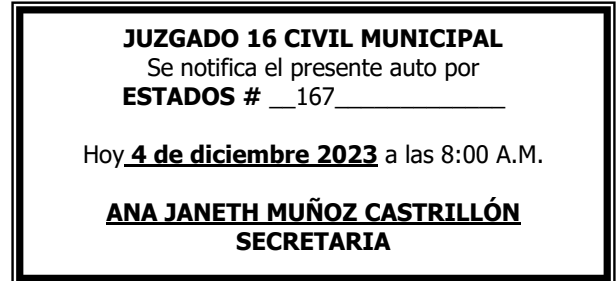 JUZGADO 16 CIVIL MUNICIPAL
Se notifica el presente auto por
ESTADOS # __167_____________
Hoy 4 de diciembre 2023 a las 8:00 A.M.
ANA JANETH MUÑOZ CASTRILLÓN
SECRETARIA